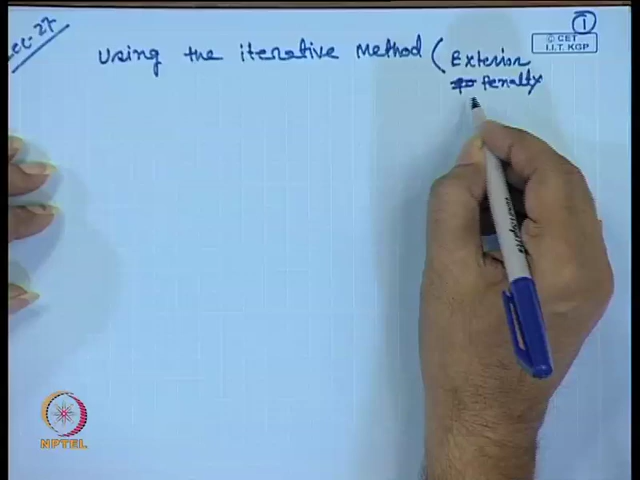 Lec-27
①
© CET
I.I.T. KGP
Using the iterative Method ( Exterior
Penalty
NPTEL